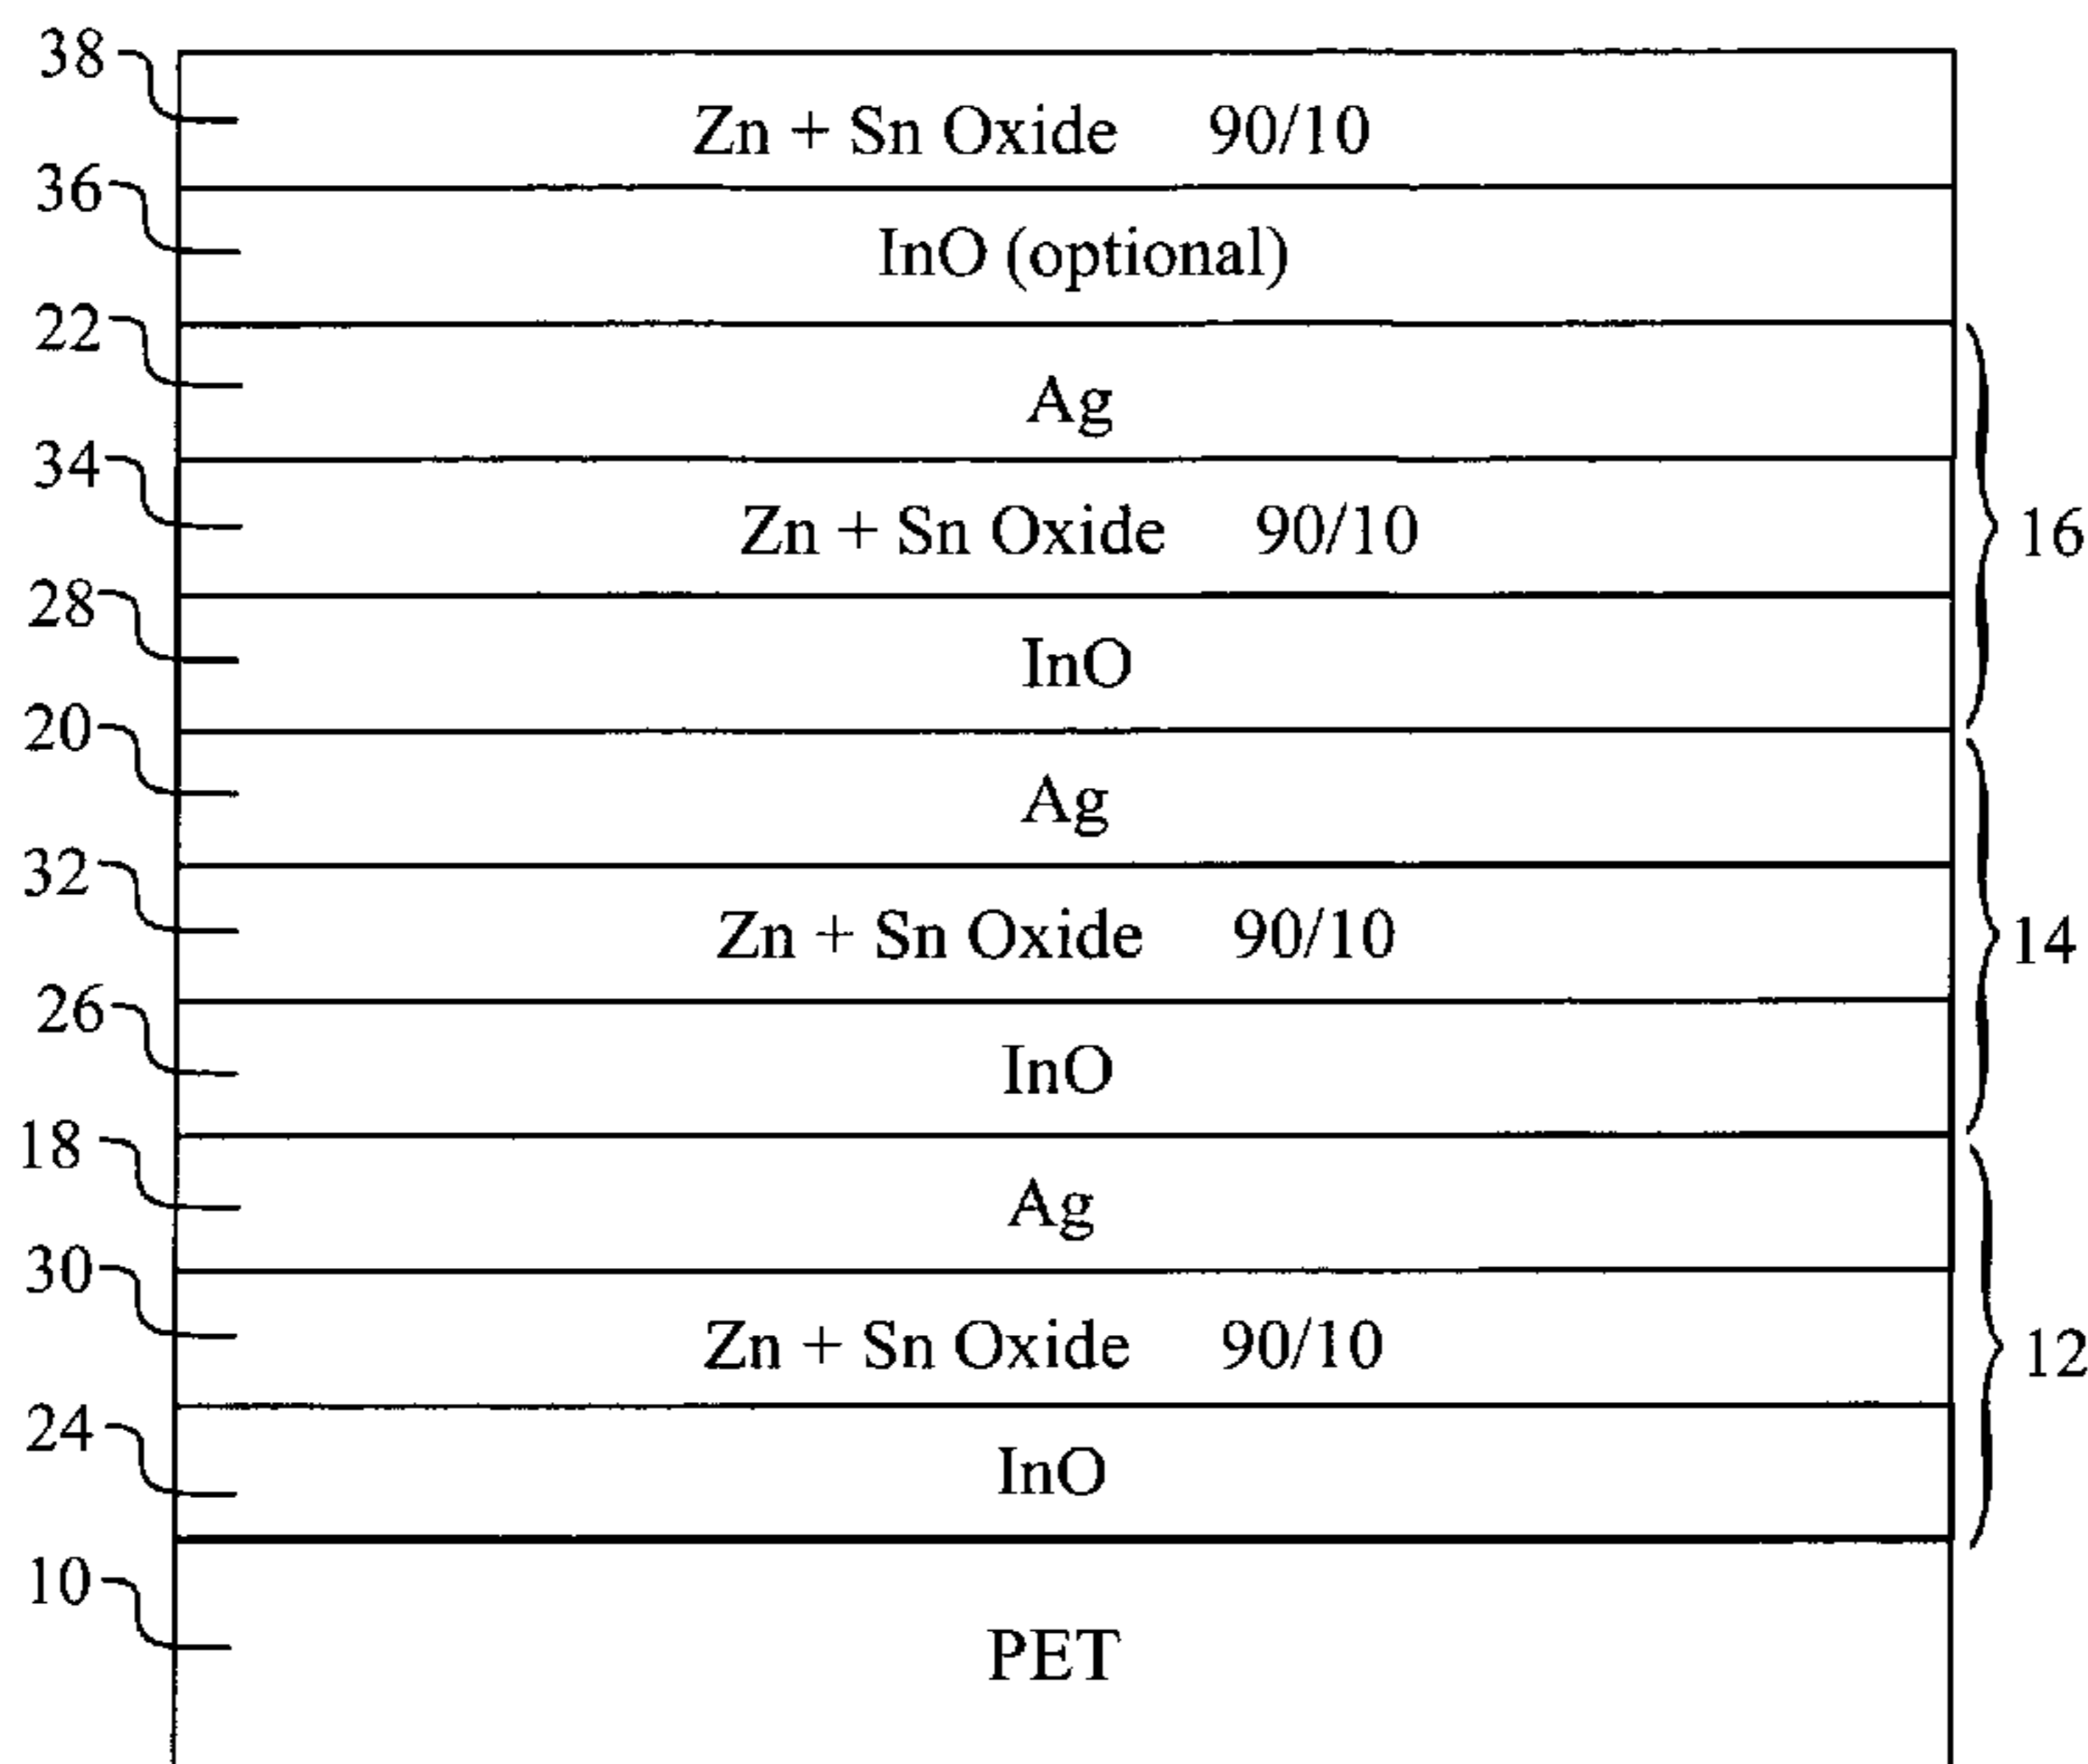 38
Zn + Sn Oxide 90/10
36
InO (optional)
22
Ag
34
Zn + Sn Oxide 90/10
16
28
InO
20
Ag
32
Zn + Sn Oxide 90/10
14
26
InO
18
Ag
30
Zn + Sn Oxide 90/10
12
24
InO
10
PET